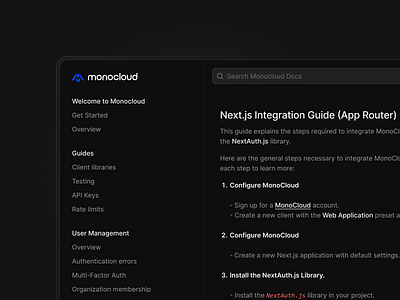 monocloud
Search Monocloud Docs
Welcome to Monocloud
Get Started
Overview
Guides
Client libraries
Testing
API Keys
Rate limits
User Management
Overview
Authentication errors
Multi-Factor Auth
Organization membership
Next.js Integration Guide (App Router)
This guide explains the steps required to integrate MonoCl
the NextAuth.js library.
Here are the general steps necessary to integrate MonoClo
each step to learn more:
1. Configure MonoCloud
- Sign up for a MonoCloud account.
- Create a new client with the Web Application preset a
2. Configure MonoCloud
- Create a new Next.js application with default settings.
3. Install the NextAuth.js Library.
- Install the NextAuth.js library in your project.